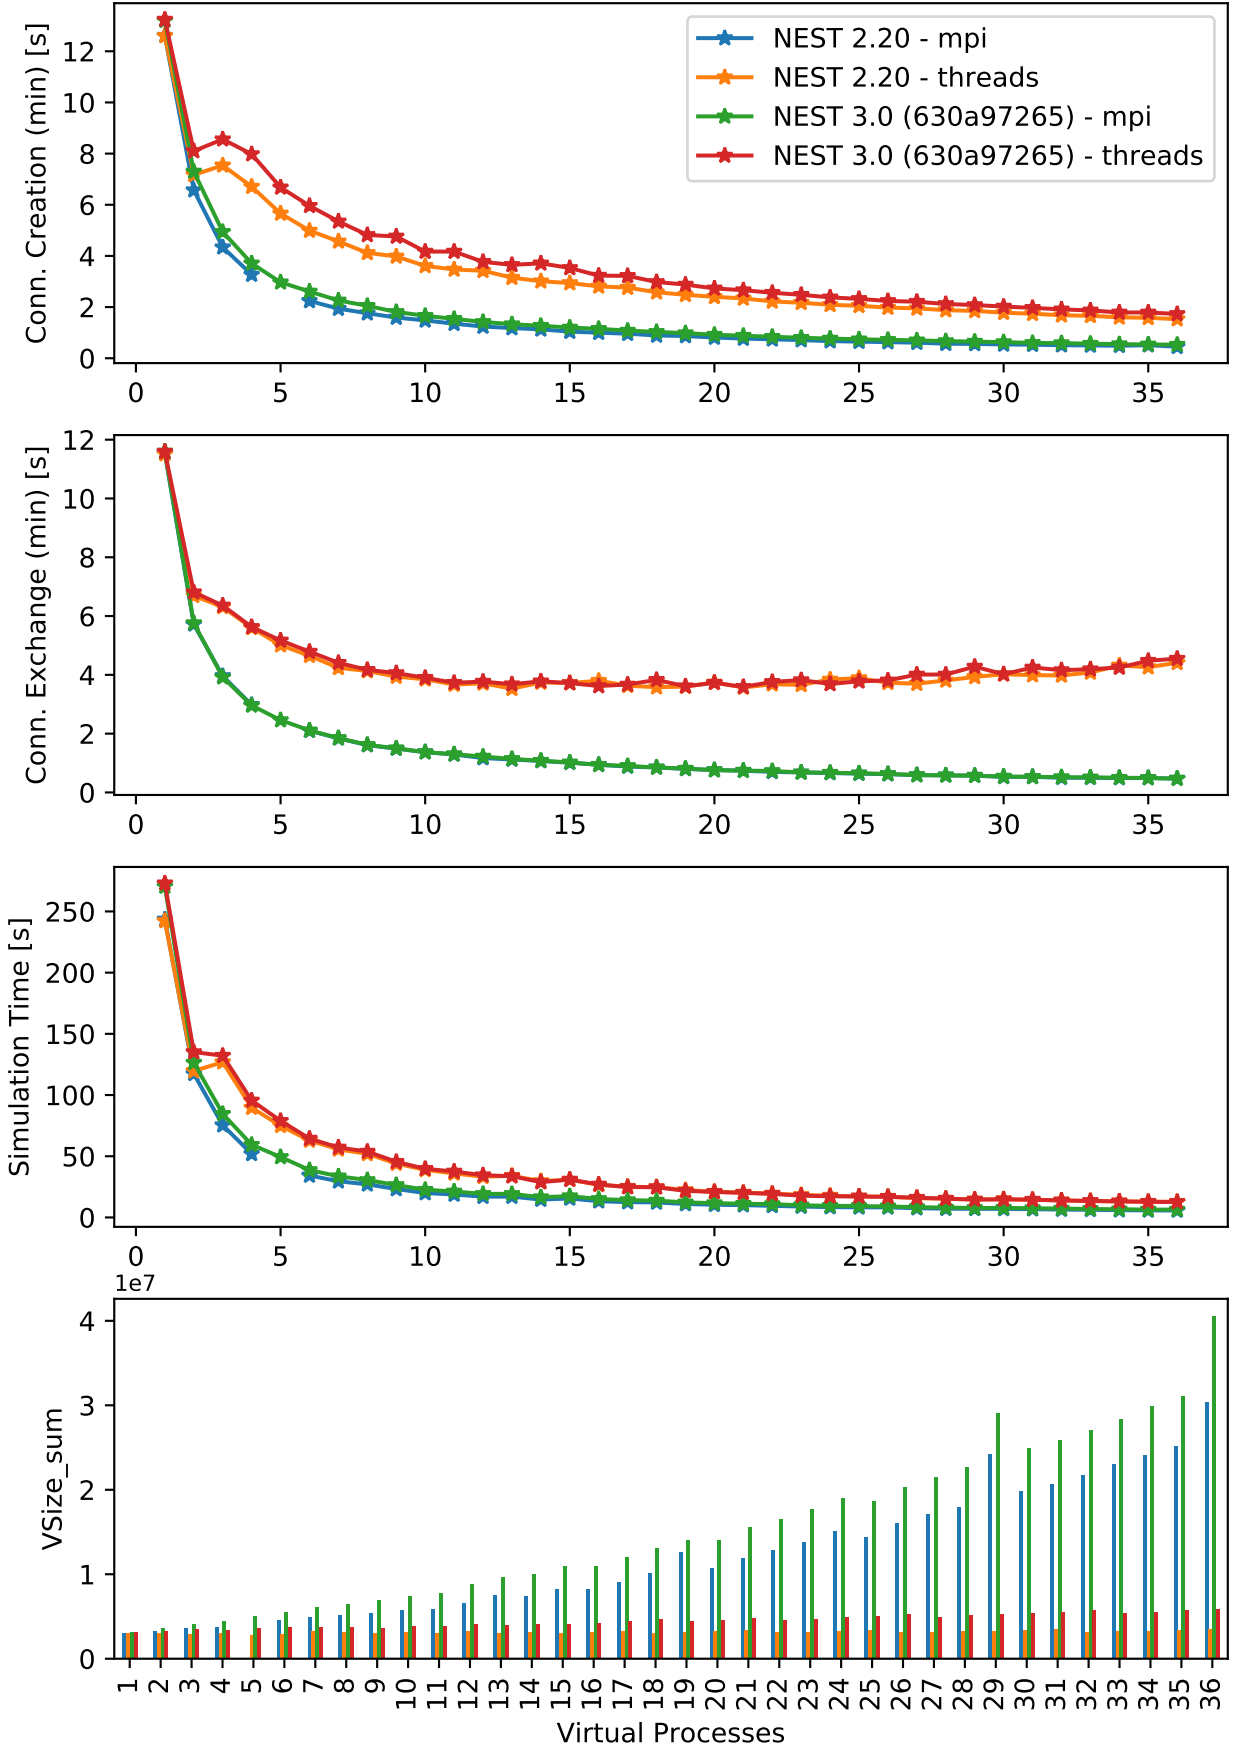 Conn. Creation (min) [s]
12
10
8
6
4
2
0
NEST 2.20 - mpi
NEST 2.20 - threads
NEST 3.0 (630a97265) - mpi
NEST 3.0 (630a97265) - threads
0 5 10 15 20 25 30 35
Conn. Exchange (min) [s]
12
10
8
6
4
2
0
0 5 10 15 20 25 30 35
Simulation Time [s]
250
200
150
100
50
0
0 5 10 15 20 25 30 35
1e7
VSize_sum
4
3
2
1
0
1 2 3 4 5 6 7 8 9 10 11 12 13 14 15 16 17 18 19 20 21 22 23 24 25 26 27 28 29 30 31 32 33 34 35 36
Virtual Processes